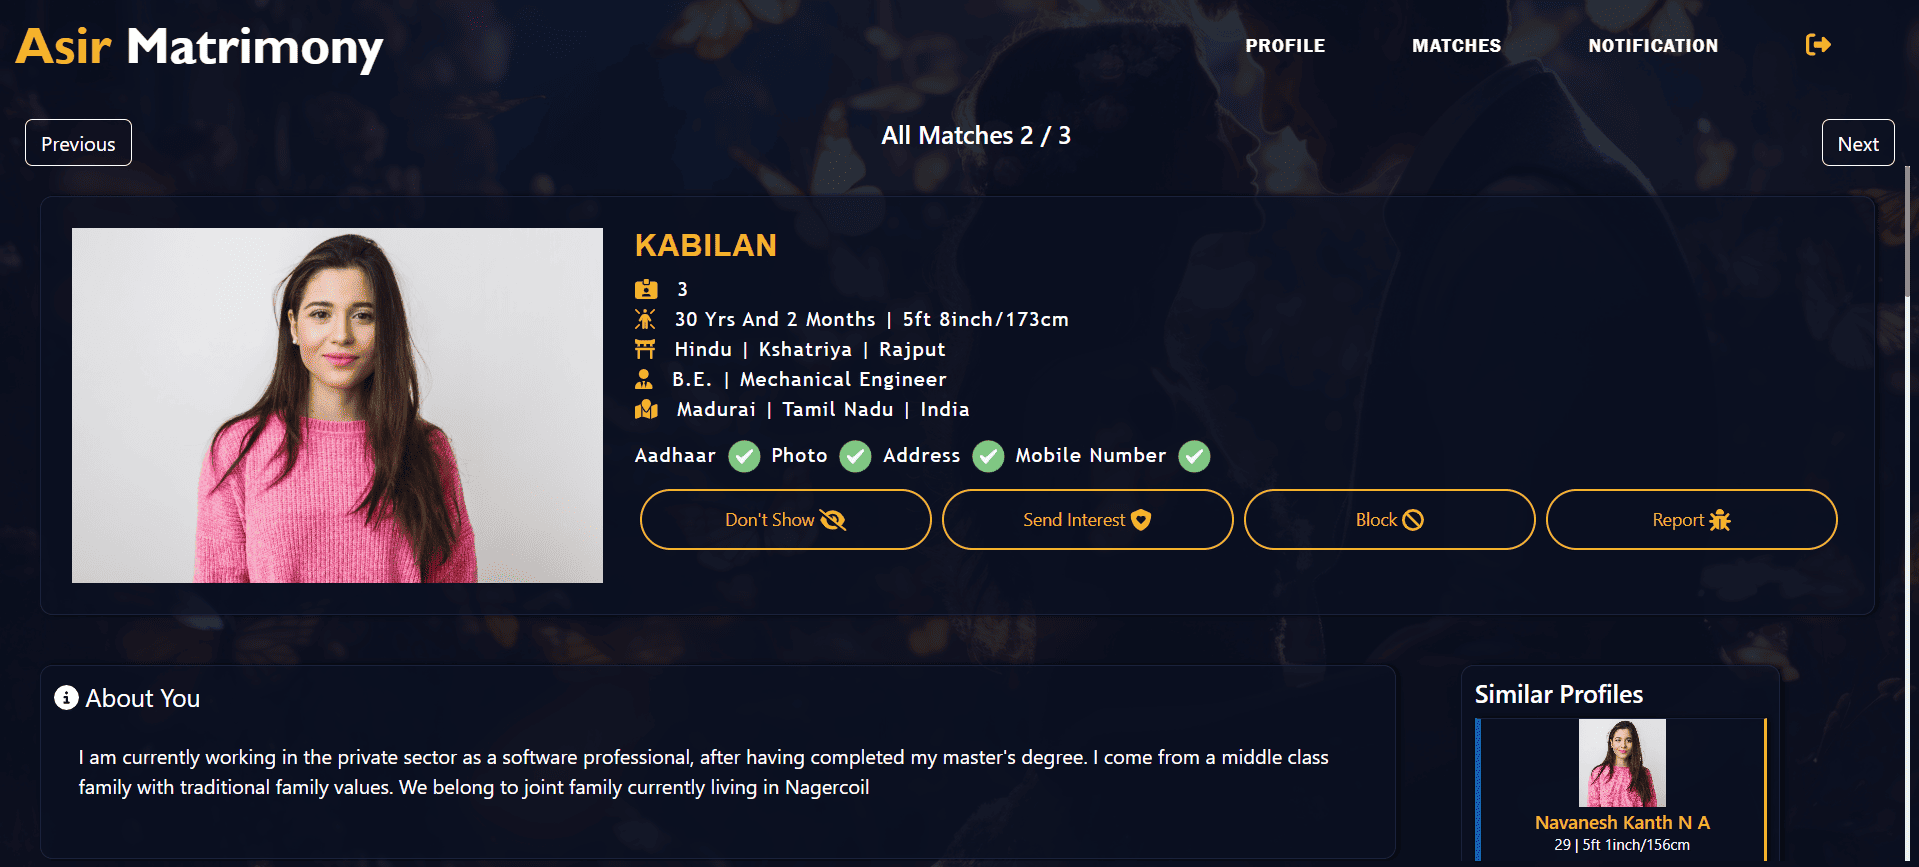 Asir Matrimony
PROFILE
MATCHES
NOTIFICATION
Previous
All Matches 2 / 3
Next
KABILAN
3
30 Yrs And 2 Months | 5ft 8inch/173cm
Hindu | Kshatriya | Rajput
B.E. | Mechanical Engineer
Madurai | Tamil Nadu | India
Aadhaar Photo Address Mobile Number
Don't Show
Send Interest
Block
Report
About You
I am currently working in the private sector as a software professional, after having completed my master's degree. I come from a middle class
family with traditional family values. We belong to joint family currently living in Nagercoil
Similar Profiles
Navanesh Kanth N A
29 | 5ft 1inch/156cm